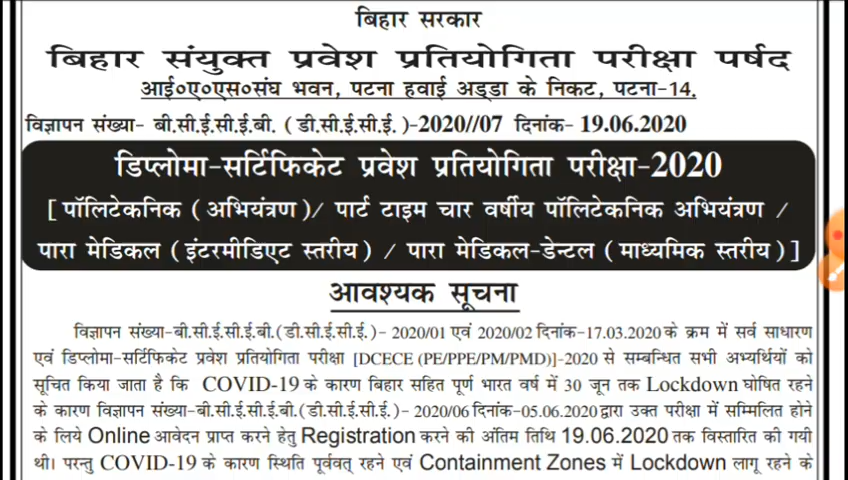 बिहार सरकार
बिहार संयुक्त प्रवेश प्रतियोगिता परीक्षा पर्षद
आई०ए०एस०संघ भवन, पटना हवाई अड्डा के निकट, पटना-14.
विज्ञापन संख्या- बी.सी.ई.सी.ई.बी. (डी.सी.ई.सी.ई.)-2020//07 दिनांक- 19.06.2020
डिप्लोमा-सर्टिफिकेट प्रवेश प्रतियोगिता परीक्षा-2020
[ पॉलिटेकनिक (अभियंत्रण)/ पार्ट टाइम चार वर्षीय पॉलिटेकनिक अभियंत्रण /
पारा मेडिकल (इंटरमीडिएट स्तरीय) / पारा मेडिकल-डेन्टल (माध्यमिक स्तरीय)]
आवश्यक सूचना
विज्ञापन संख्या-बी.सी.ई.सी.ई.बी.(डी.सी.ई.सी.ई.)- 2020/01 एवं 2020/02 दिनांक-17.03.2020 के क्रम में सर्व साधारण
एवं डिप्लोमा-सर्टिफिकेट प्रवेश प्रतियोगिता परीक्षा [DCECE (PE/PPE/PM/PMD)]-2020 से सम्बन्धित सभी अभ्यर्थियों को
सूचित किया जाता है कि COVID-19 के कारण बिहार सहित पूर्ण भारत वर्ष में 30 जून तक Lockdown घोषित रहने
के कारण विज्ञापन संख्या-बी.सी.ई.सी.ई.बी.(डी.सी.ई.सी.ई.)- 2020/06 दिनांक-05.06.2020 द्वारा उक्त परीक्षा में सम्मिलित होने
के लिये Online आवेदन प्राप्त करने हेतु Registration करने की अंतिम तिथि 19.06.2020 तक विस्तारित की गयी
थी। परन्तु COVID-19 के कारण स्थिति पूर्ववत् रहने एवं Containment Zones में Lockdown लागू रहने के